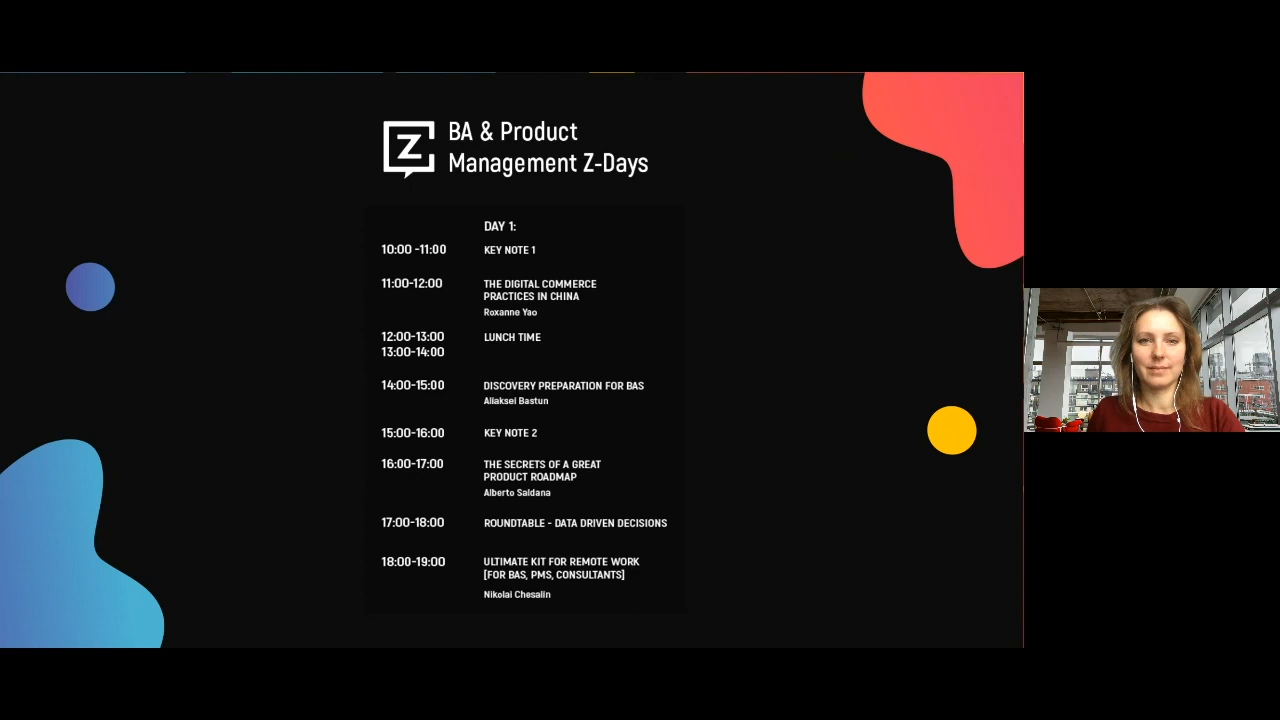 Z BA & Product
Management Z-Days
DAY 1:
10:00 -11:00 KEY NOTE 1
11:00-12:00 THE DIGITAL COMMERCE
PRACTICES IN CHINA
Roxanne Yao
12:00-13:00 LUNCH TIME
13:00-14:00
14:00-15:00 DISCOVERY PREPARATION FOR BAS
Aliaksei Bastun
15:00-16:00 KEY NOTE 2
16:00-17:00 THE SECRETS OF A GREAT
PRODUCT ROADMAP
Alberto Saldana
17:00-18:00 ROUNDTABLE - DATA DRIVEN DECISIONS
18:00-19:00 ULTIMATE KIT FOR REMOTE WORK
[FOR BAS, PMS, CONSULTANTS]
Nikolai Chesalin